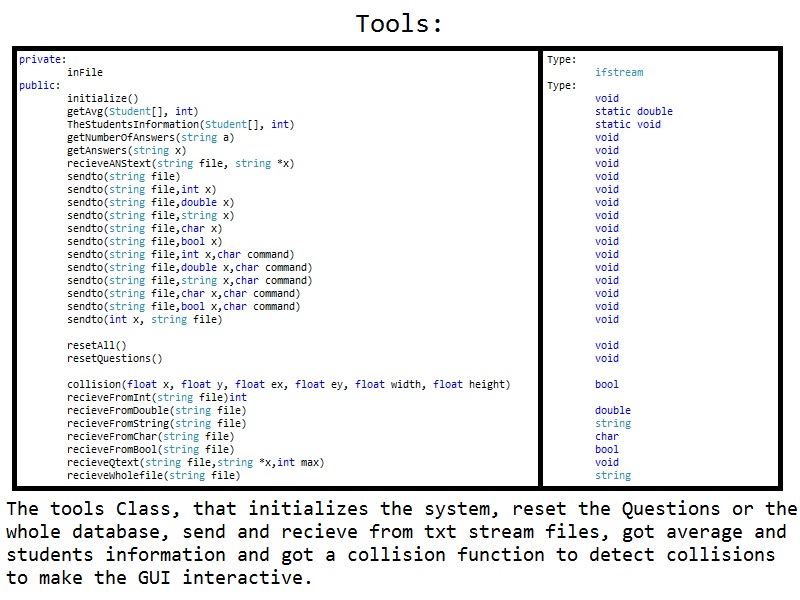 Tools:
private: Type:
inFile ifstream
public: Type:
initialize() void
getAvg(Student[], int) static double
TheStudentsInformation(Student[], int) static void
getNumberOfAnswers(string a) void
getAnswers(string x) void
recieveANStext(string file, string *x) void
sendto(string file) void
sendto(string file,int x) void
sendto(string file,double x) void
sendto(string file,string x) void
sendto(string file,char x) void
sendto(string file,bool x) void
sendto(string file,int x,char command) void
sendto(string file,double x,char command) void
sendto(string file,string x,char command) void
sendto(string file,char x,char command) void
sendto(string file,bool x,char command) void
sendto(int x, string file) void
resetAll() void
resetQuestions() void
collision(float x, float y, float ex, float ey, float width, float height) bool
recieveFromInt(string file)int
recieveFromDouble(string file) double
recieveFromString(string file) string
recieveFromChar(string file) char
recieveFromBool(string file) bool
recieveQtext(string file,string *x,int max) void
recieveWholefile(string file) string
The tools Class, that initializes the system, reset the Questions or the
whole database, send and recieve from txt stream files, got average and
students information and got a collision function to detect collisions
to make the GUI interactive.